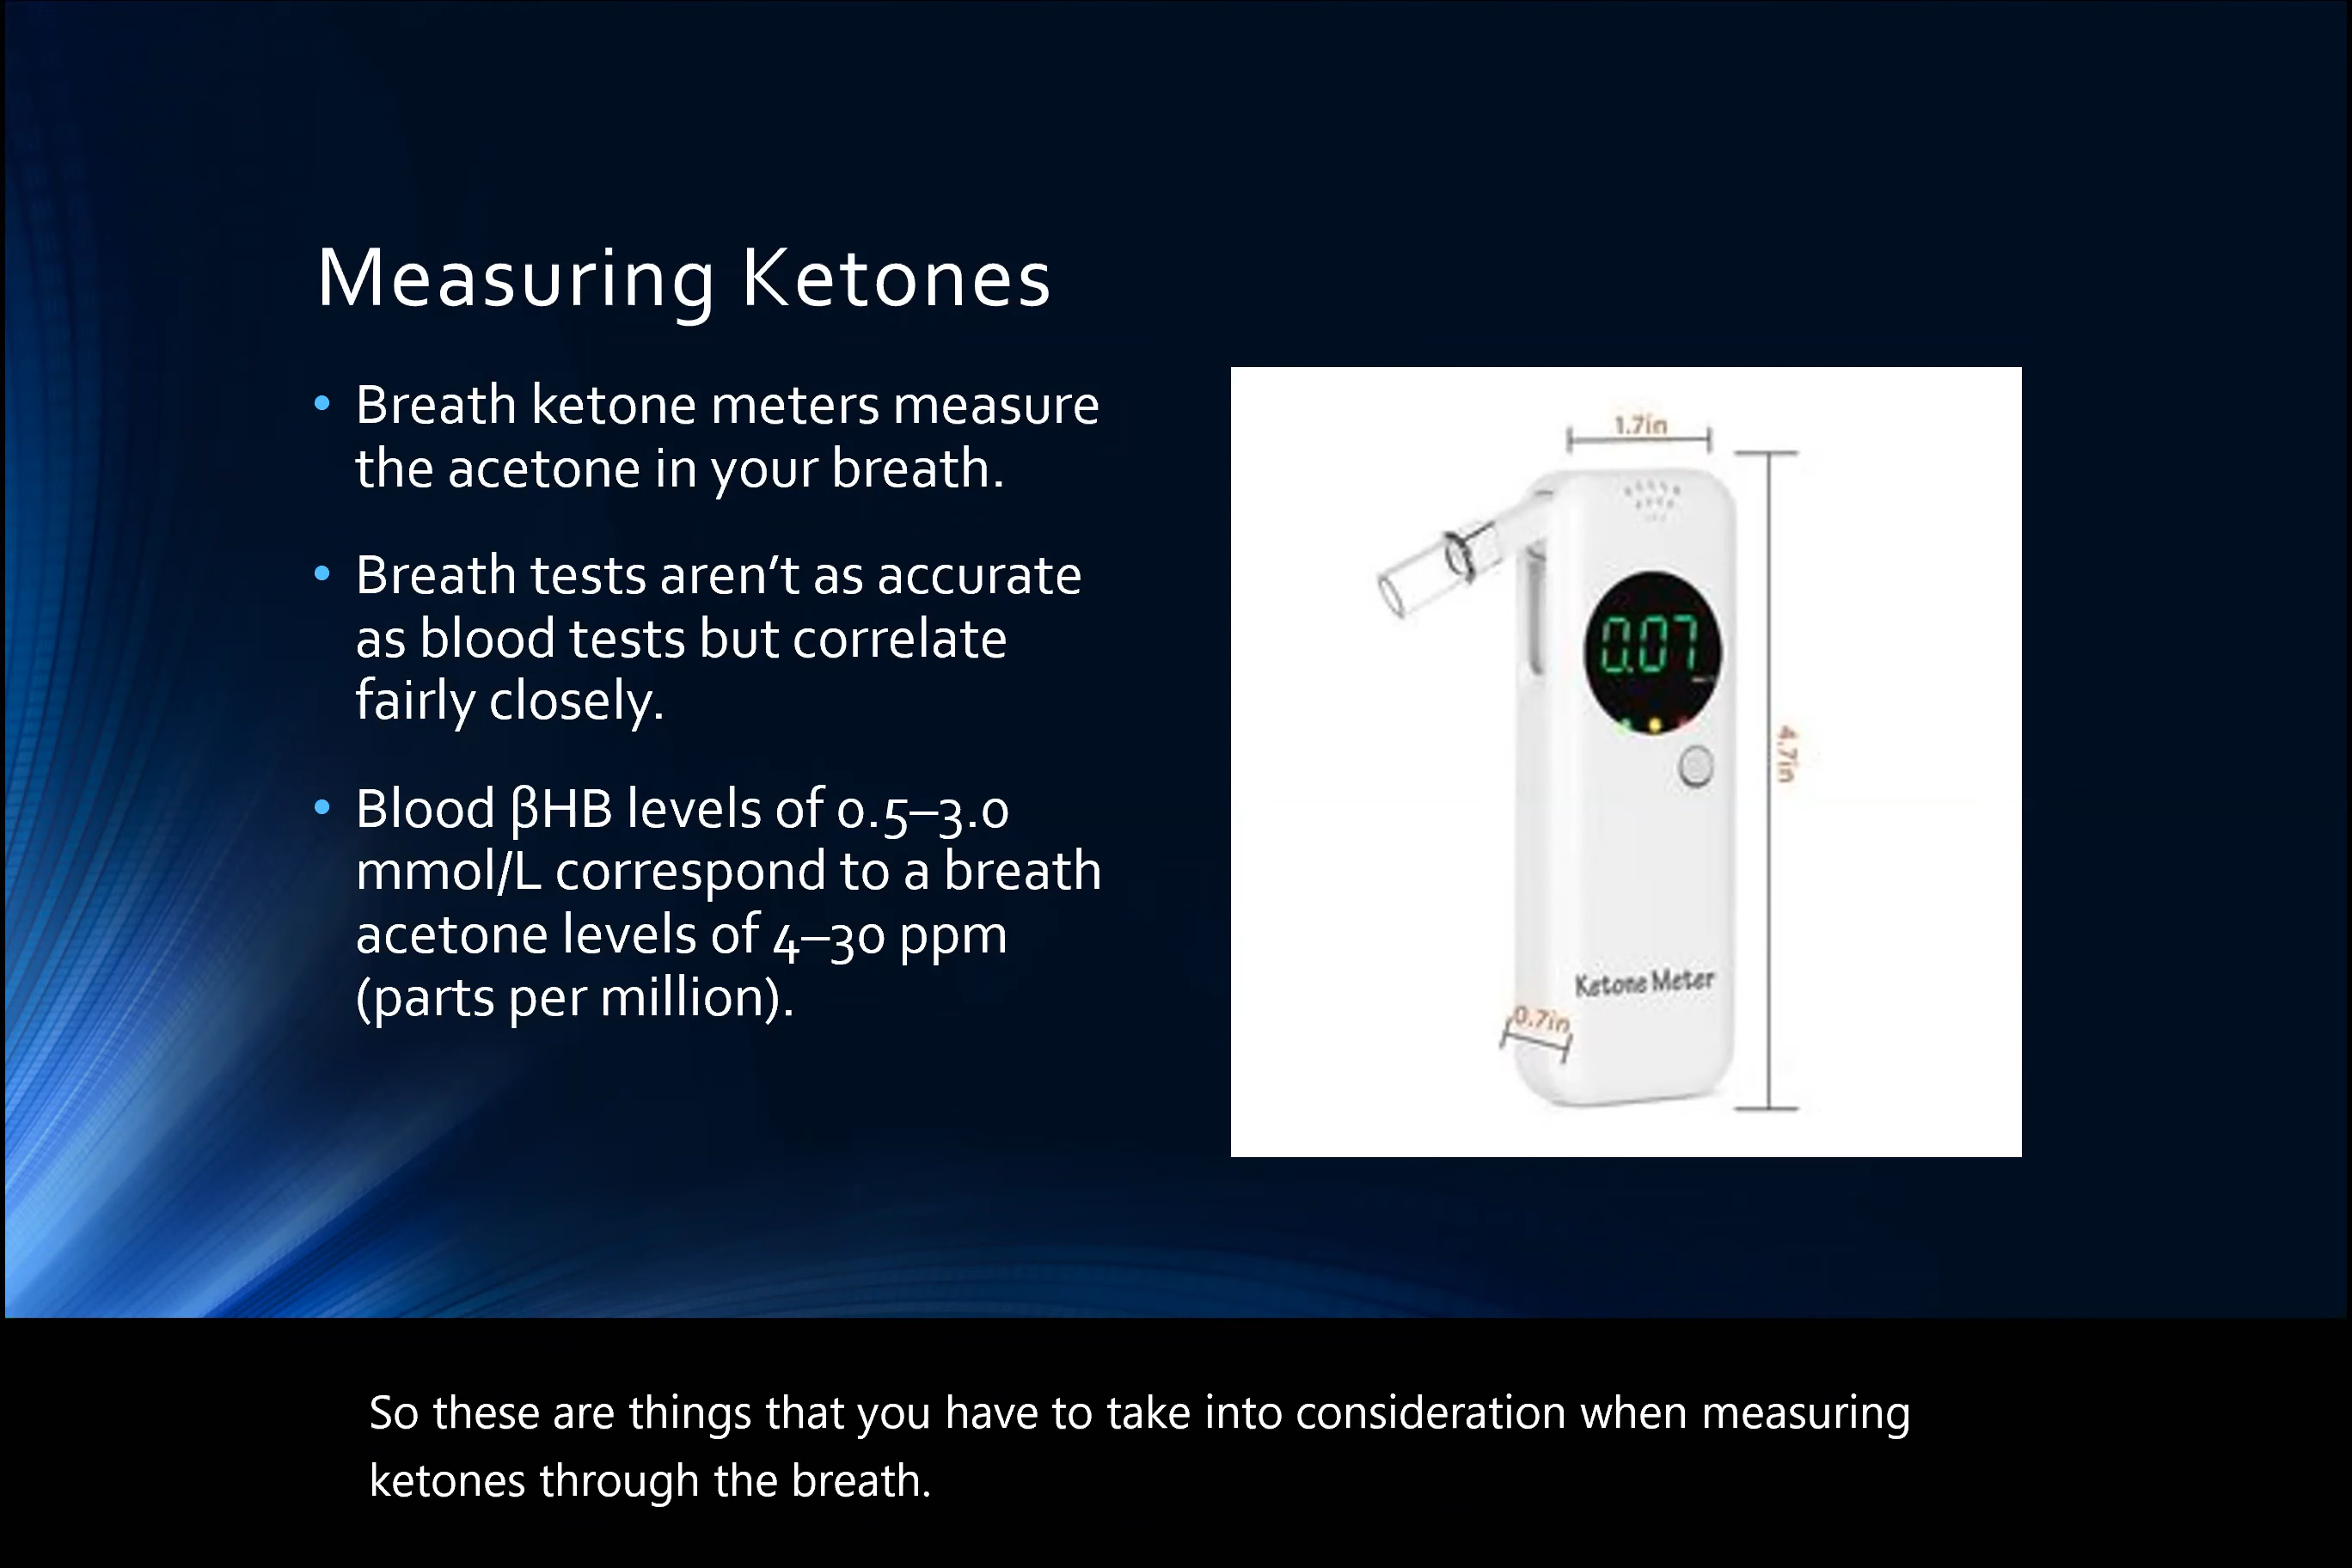 Measuring Ketones
• Breath ketone meters measure
the acetone in your breath.
• Breath tests aren’t as accurate
as blood tests but correlate
fairly closely.
• Blood βHB levels of 0.5–3.0
mmol/L correspond to a breath
acetone levels of 4–30 ppm
(parts per million).
1.7in
0.07
4.7in
Ketone Meter
0.7in
So these are things that you have to take into consideration when measuring
ketones through the breath.